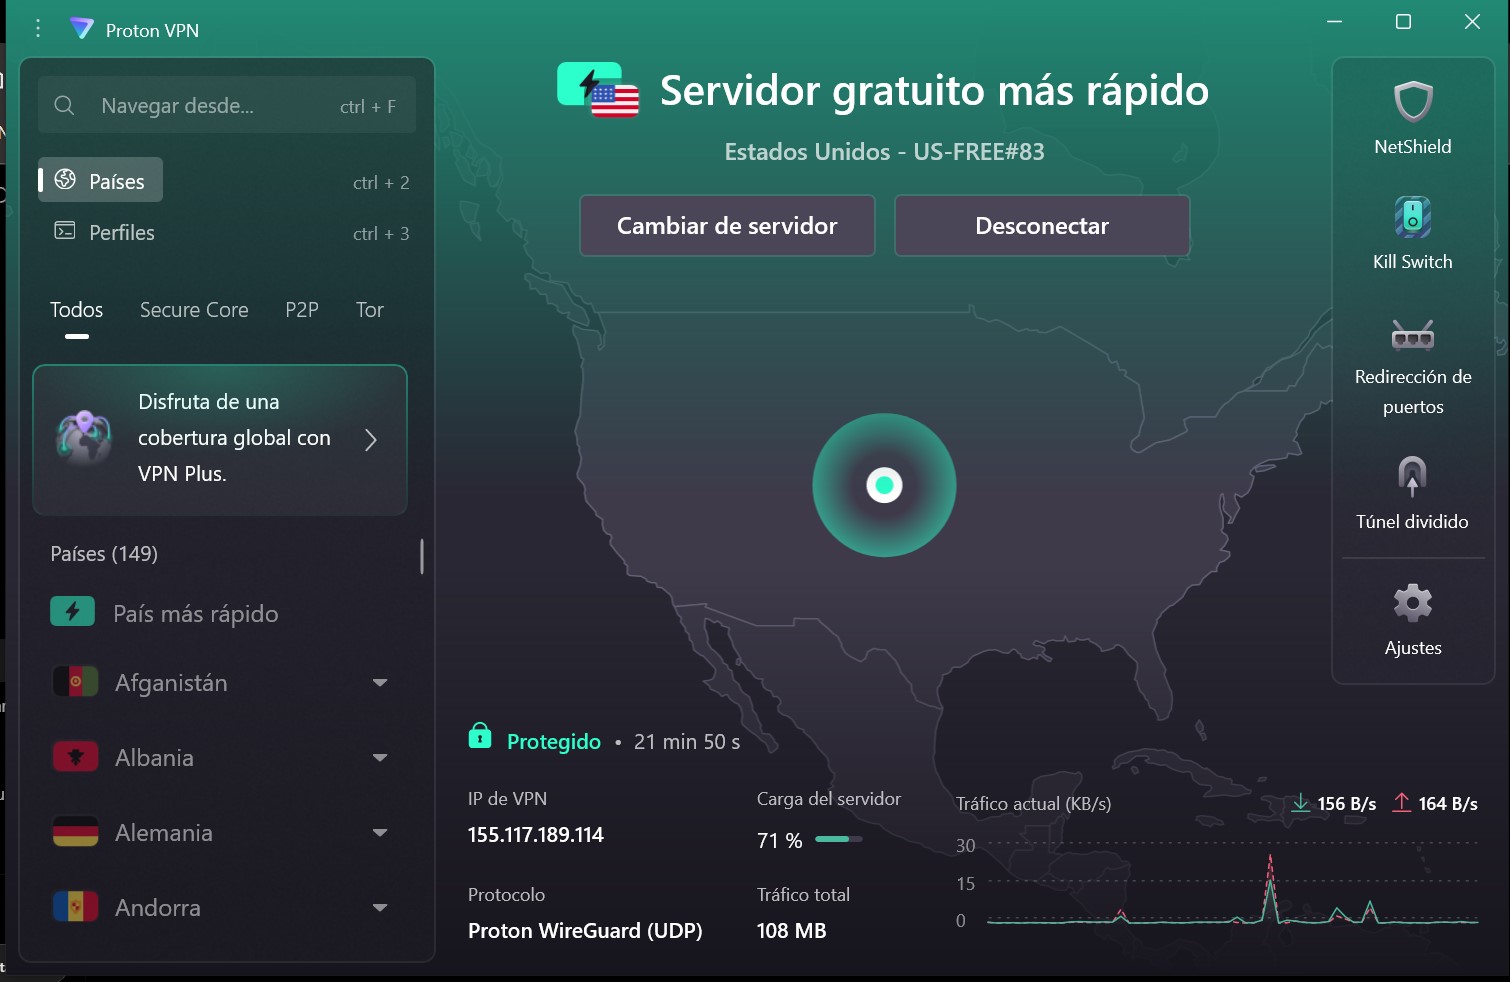 Proton VPN
Navegar desde... ctrl + F
Países ctrl + 2
Perfiles ctrl + 3
Todos Secure Core P2P Tor
Disfruta de una
cobertura global con
VPN Plus.
Países (149)
País más rápido
Afganistán
Albania
Alemania
Andorra
Servidor gratuito más rápido
Estados Unidos - US-FREE#83
Cambiar de servidor Desconectar
Protegido • 21 min 50 s
IP de VPN
155.117.189.114
Carga del servidor
71 %
Protocolo
Proton WireGuard (UDP)
Tráfico total
108 MB
Tráfico actual (KB/s) 156 B/s 164 B/s
30
15
0
NetShield
Kill Switch
Redirección de
puertos
Túnel dividido
Ajustes